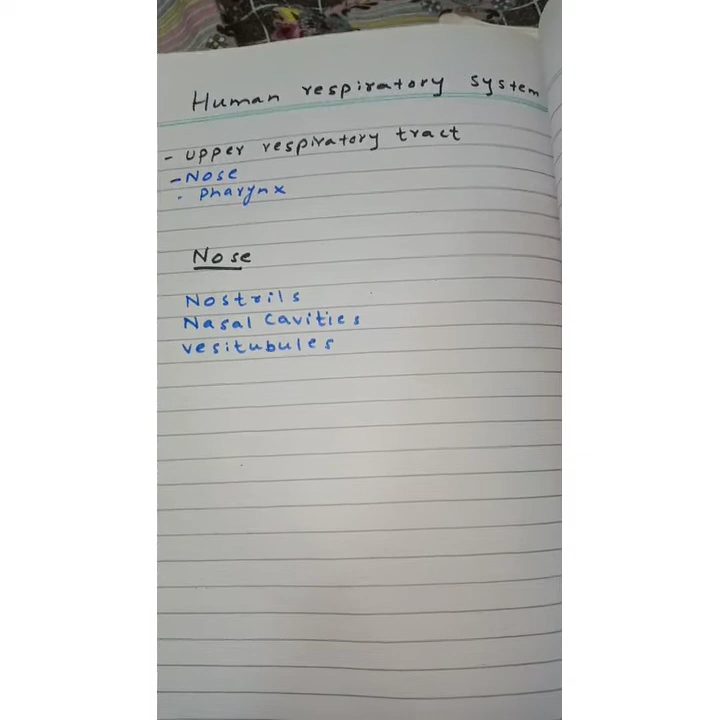 Human respiratory system
- upper respiratory tract
- Nose
- pharynx
Nose
Nostrils
Nasal cavities
vesitubules